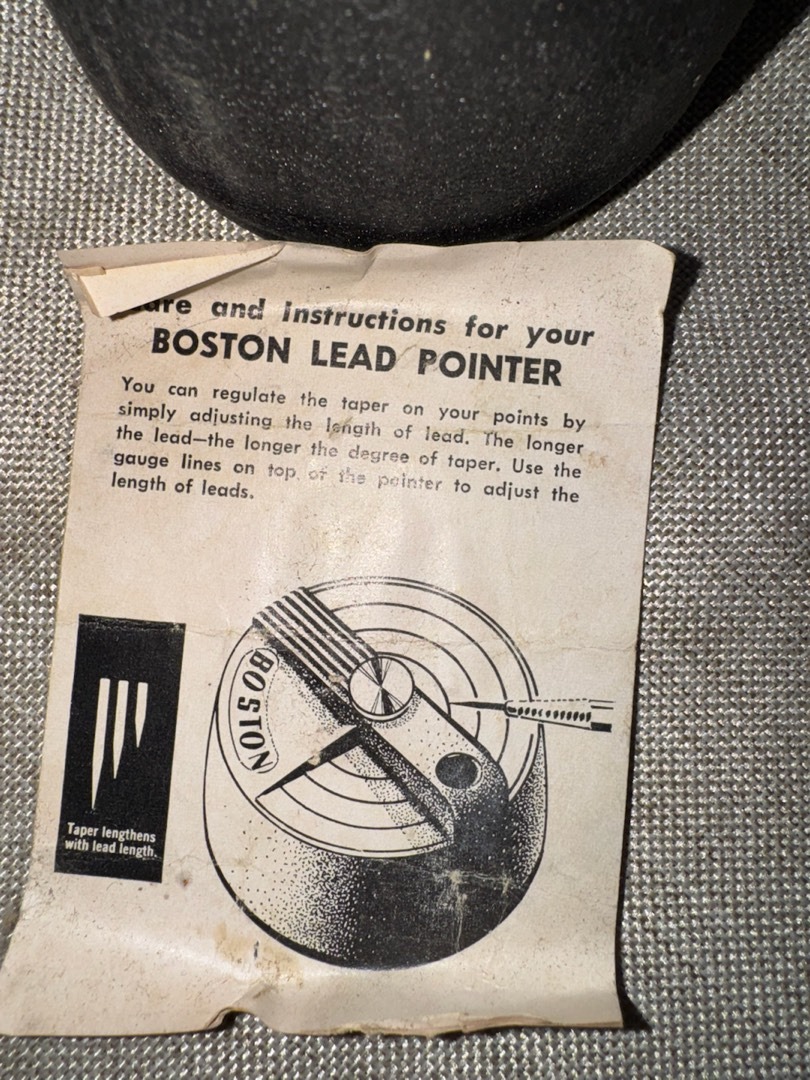 and instructions for your
BOSTON LEAD POINTER
You can regulate the taper on your points by
simply adjusting the length of lead. The longer
the lead—the longer the degree of taper. Use the
gauge lines on top of the pointer to adjust the
length of leads.
BOSTON
Taper lengthens
with lead length.